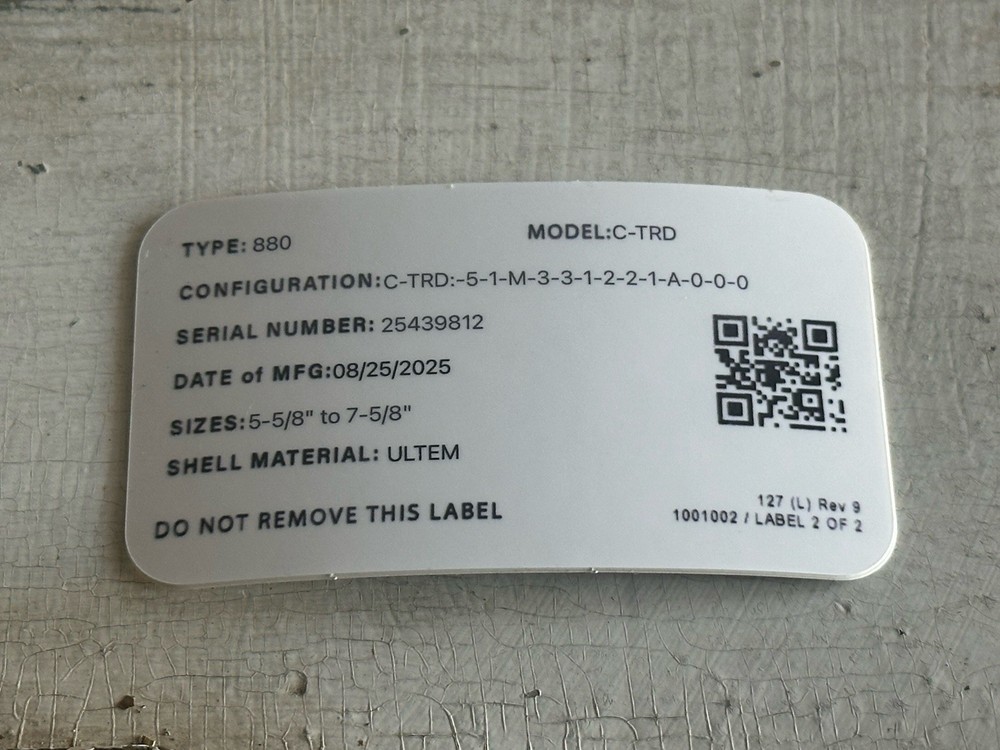 TYPE: 880 MODEL:C-TRD
CONFIGURATION:C-TRD:-5-1-M-3-3-1-2-2-1-A-0-0-0
SERIAL NUMBER: 25439812
DATE of MFG:08/25/2025
SIZES:5-5/8" to 7-5/8"
SHELL MATERIAL: ULTEM
DO NOT REMOVE THIS LABEL
127 (L) Rev 9
1001002 / LABEL 2 OF 2